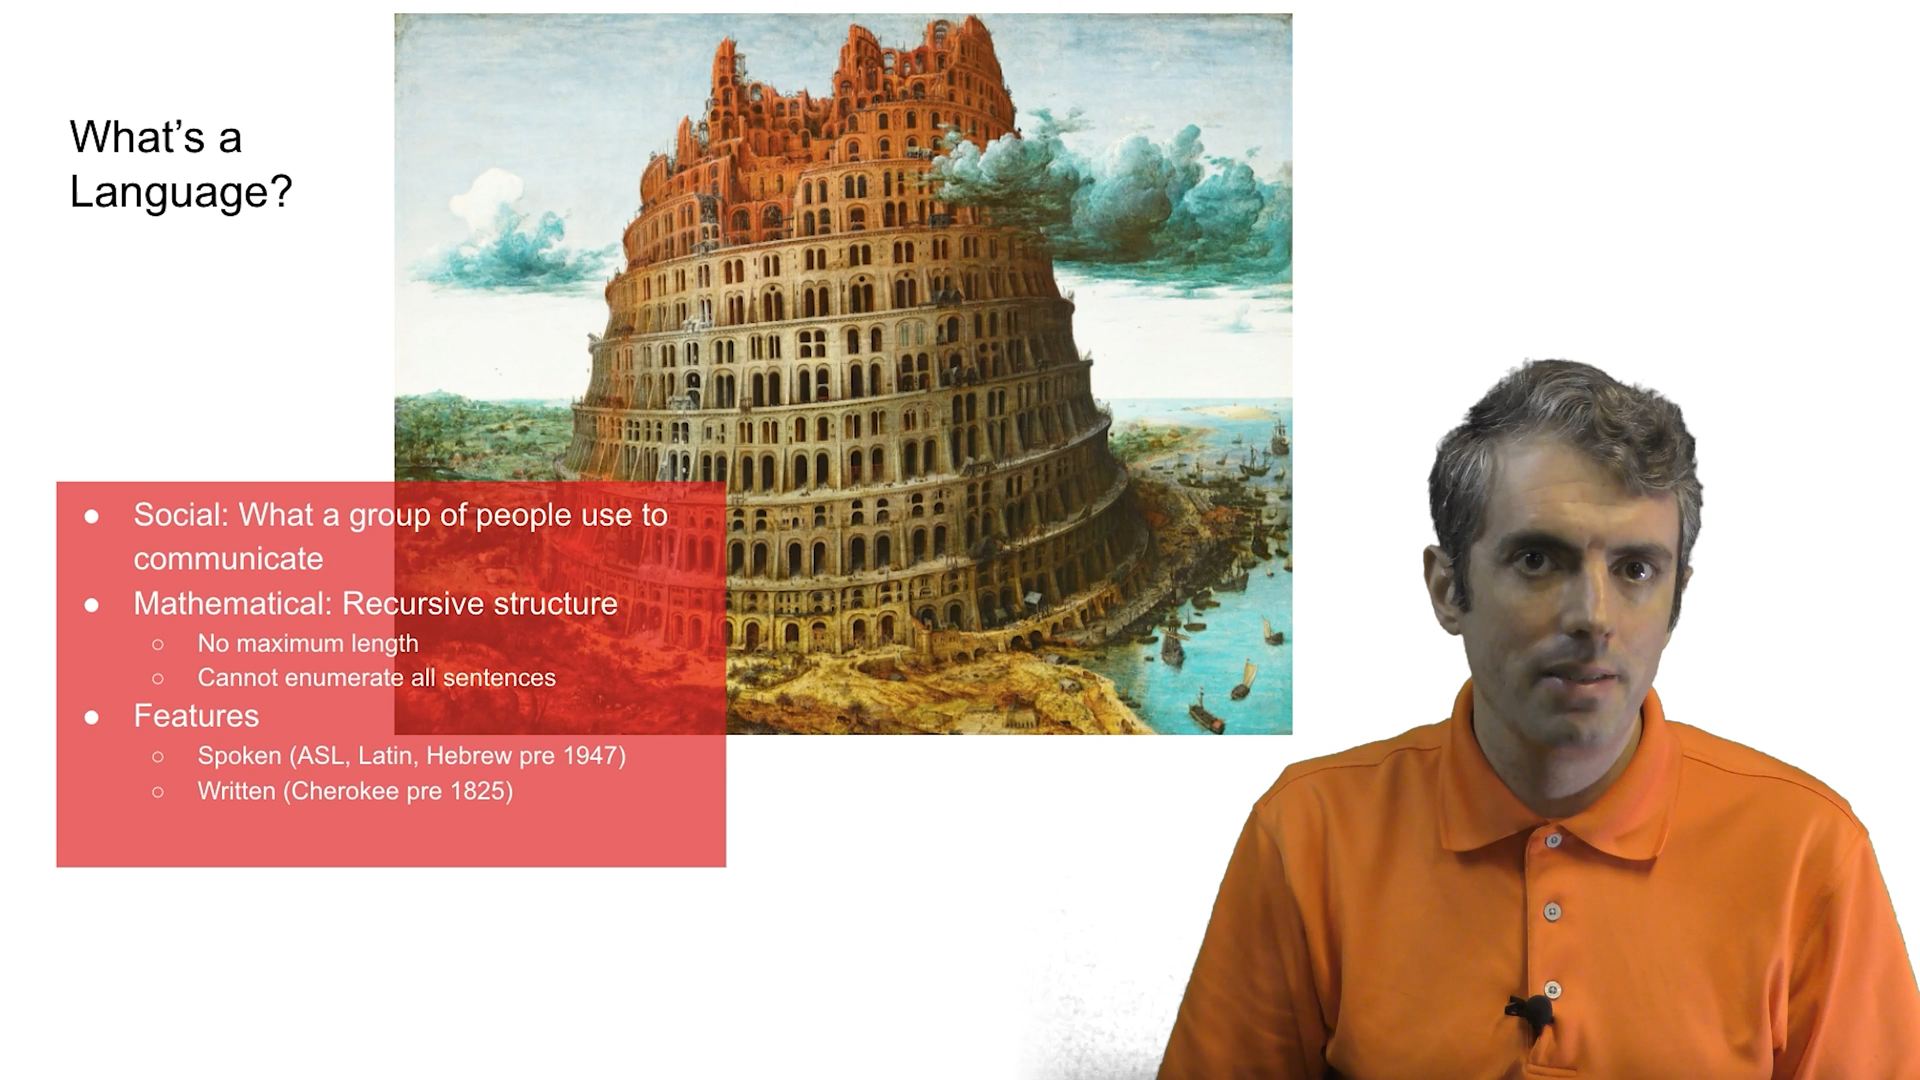 What’s a
Language?
● Social: What a group of people use to
communicate
● Mathematical: Recursive structure
○ No maximum length
○ Cannot enumerate all sentences
● Features
○ Spoken (ASL, Latin, Hebrew pre 1947)
○ Written (Cherokee pre 1825)